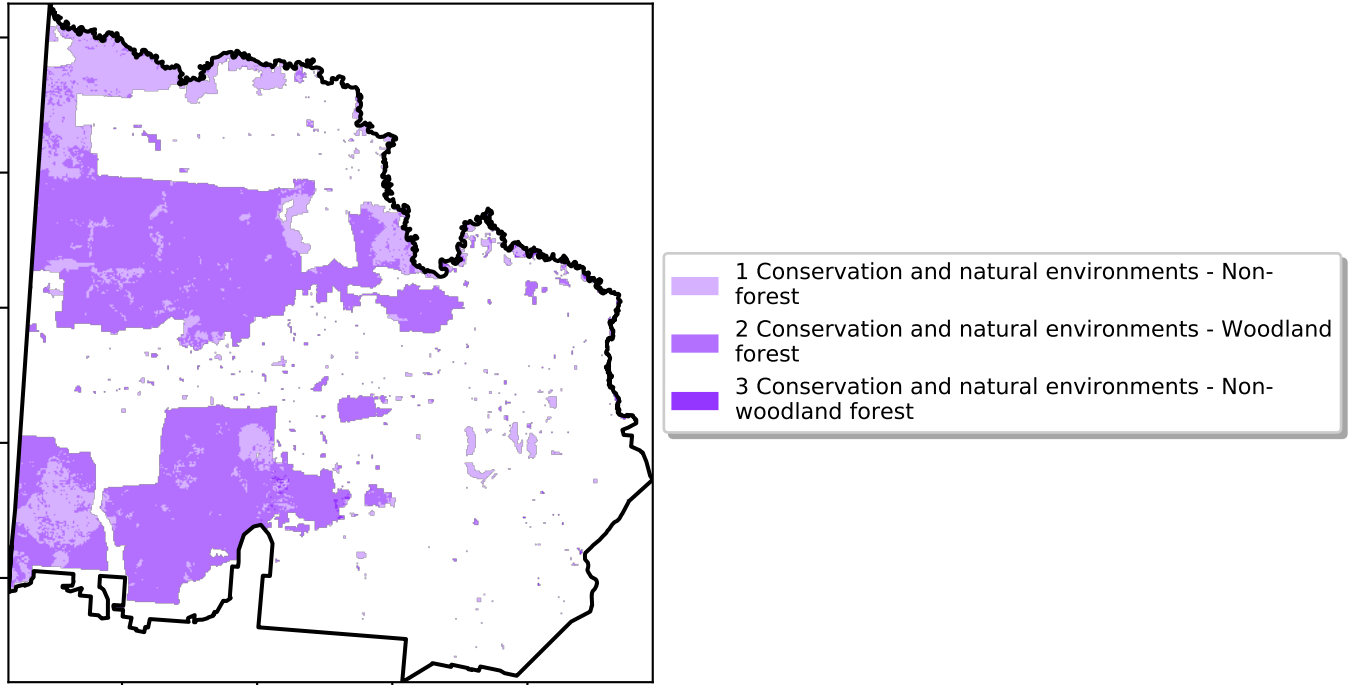 1 Conservation and natural environments - Non-
forest
2 Conservation and natural environments - Woodland
forest
3 Conservation and natural environments - Non-
woodland forest